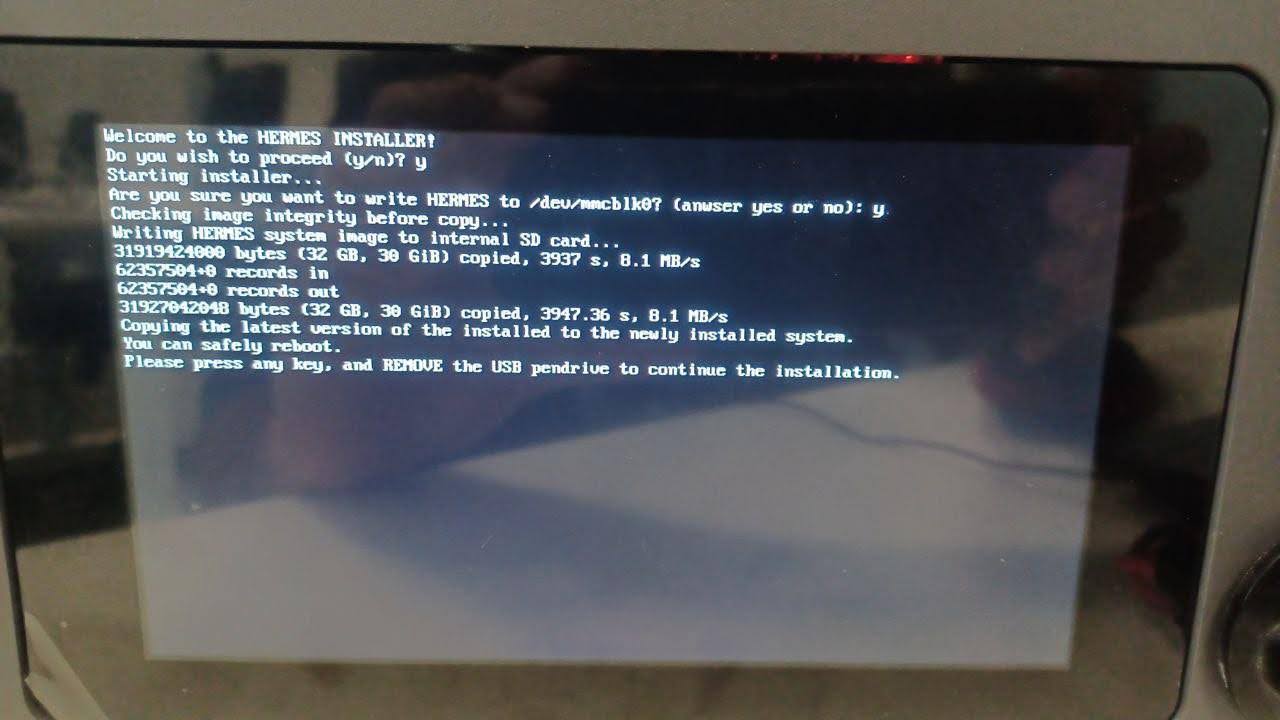 Welcome to the HERMES INSTALLER!
Do you wish to proceed (y/n)? y
Starting installer...
Are you sure you want to write HERMES to /dev/mmcblk0? (anwser yes or no): y
Checking image integrity before copy...
Writing HERMES system image to internal SD card...
31919424000 bytes (32 GB, 30 GiB) copied, 3937 s, 8.1 MB/s
62357504+0 records in
62357504+0 records out
31927042048 bytes (32 GB, 30 GiB) copied, 3947.36 s, 8.1 MB/s
Copying the latest version of the installed to the newly installed system.
You can safely reboot.
Please press any key, and REMOVE the USB pendrive to continue the installation.